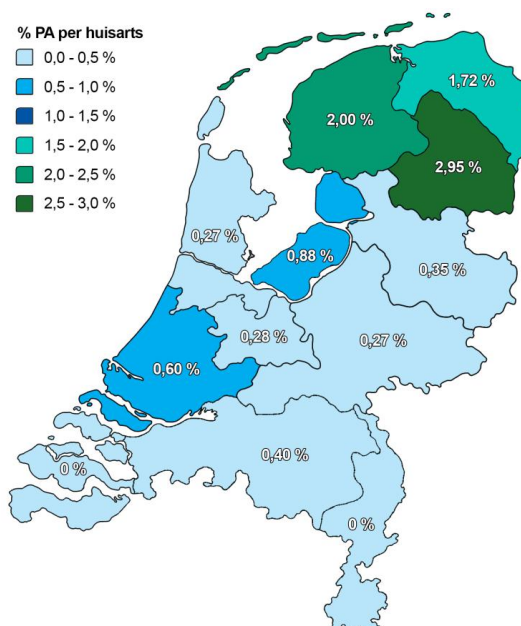 % PA per huisarts
0,0 - 0,5 %
0,5 - 1,0 %
1,0 - 1,5 %
1,5 - 2,0 %
2,0 - 2,5 %
2,5 - 3,0 %
1,72 %
2,00 %
2,95 %
0,27 %
0,88 %
0,35 %
0,28 %
0,27 %
0,60 %
0,40 %
0 %
0 %